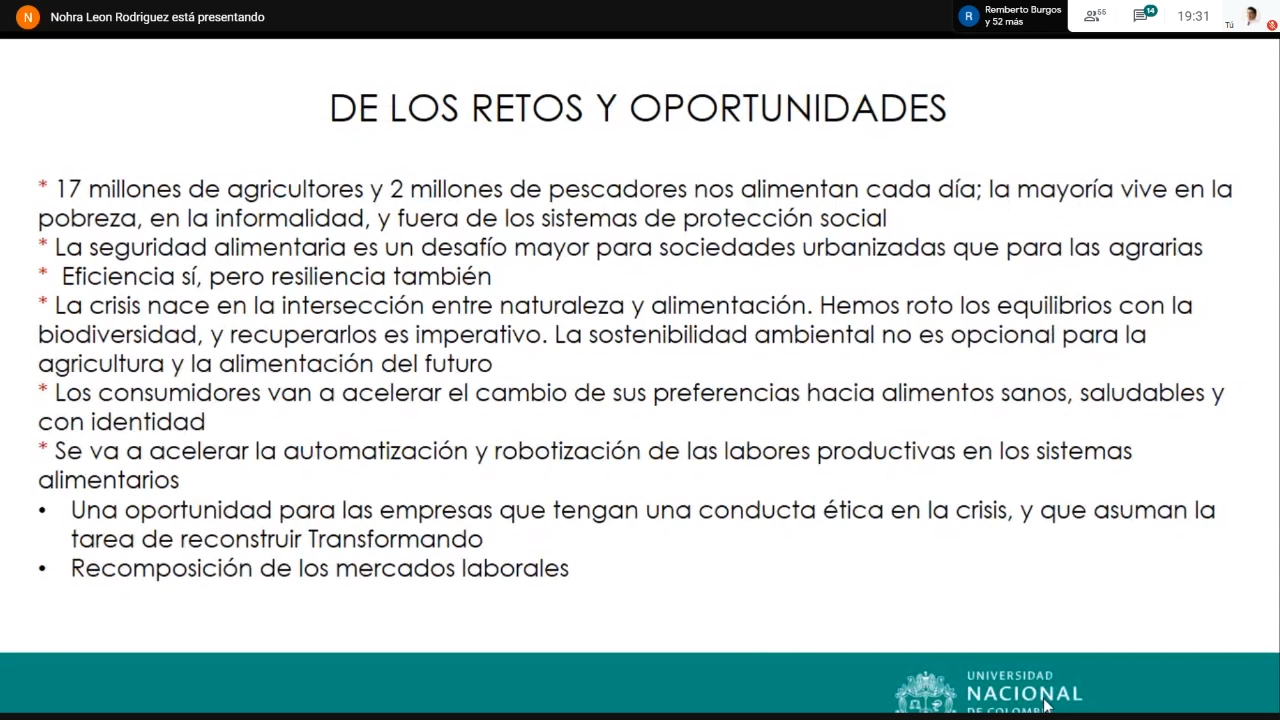 N Nohra Leon Rodriguez está presentando
R Remberto Burgos
y 52 más
55
14
19:31
Tú
DE LOS RETOS Y OPORTUNIDADES
* 17 millones de agricultores y 2 millones de pescadores nos alimentan cada día; la mayoría vive en la
pobreza, en la informalidad, y fuera de los sistemas de protección social
* La seguridad alimentaria es un desafío mayor para sociedades urbanizadas que para las agrarias
* Eficiencia sí, pero resiliencia también
* La crisis nace en la intersección entre naturaleza y alimentación. Hemos roto los equilibrios con la
biodiversidad, y recuperarlos es imperativo. La sostenibilidad ambiental no es opcional para la
agricultura y la alimentación del futuro
* Los consumidores van a acelerar el cambio de sus preferencias hacia alimentos sanos, saludables y
con identidad
* Se va a acelerar la automatización y robotización de las labores productivas en los sistemas
alimentarios
• Una oportunidad para las empresas que tengan una conducta ética en la crisis, y que asuman la
tarea de reconstruir Transformando
• Recomposición de los mercados laborales
UNIVERSIDAD
NACIONAL
DE COLOMBIA